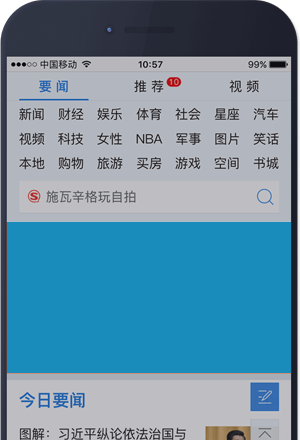 中国移动 10:57 99%
要闻 推荐 10 视频
新闻 财经 娱乐 体育 社会 星座 汽车
视频 科技 女性 NBA 军事 图片 笑话
本地 购物 旅游 买房 游戏 空间 书城
S 施瓦辛格玩自拍
今日要闻
图解：习近平纵论依法治国与